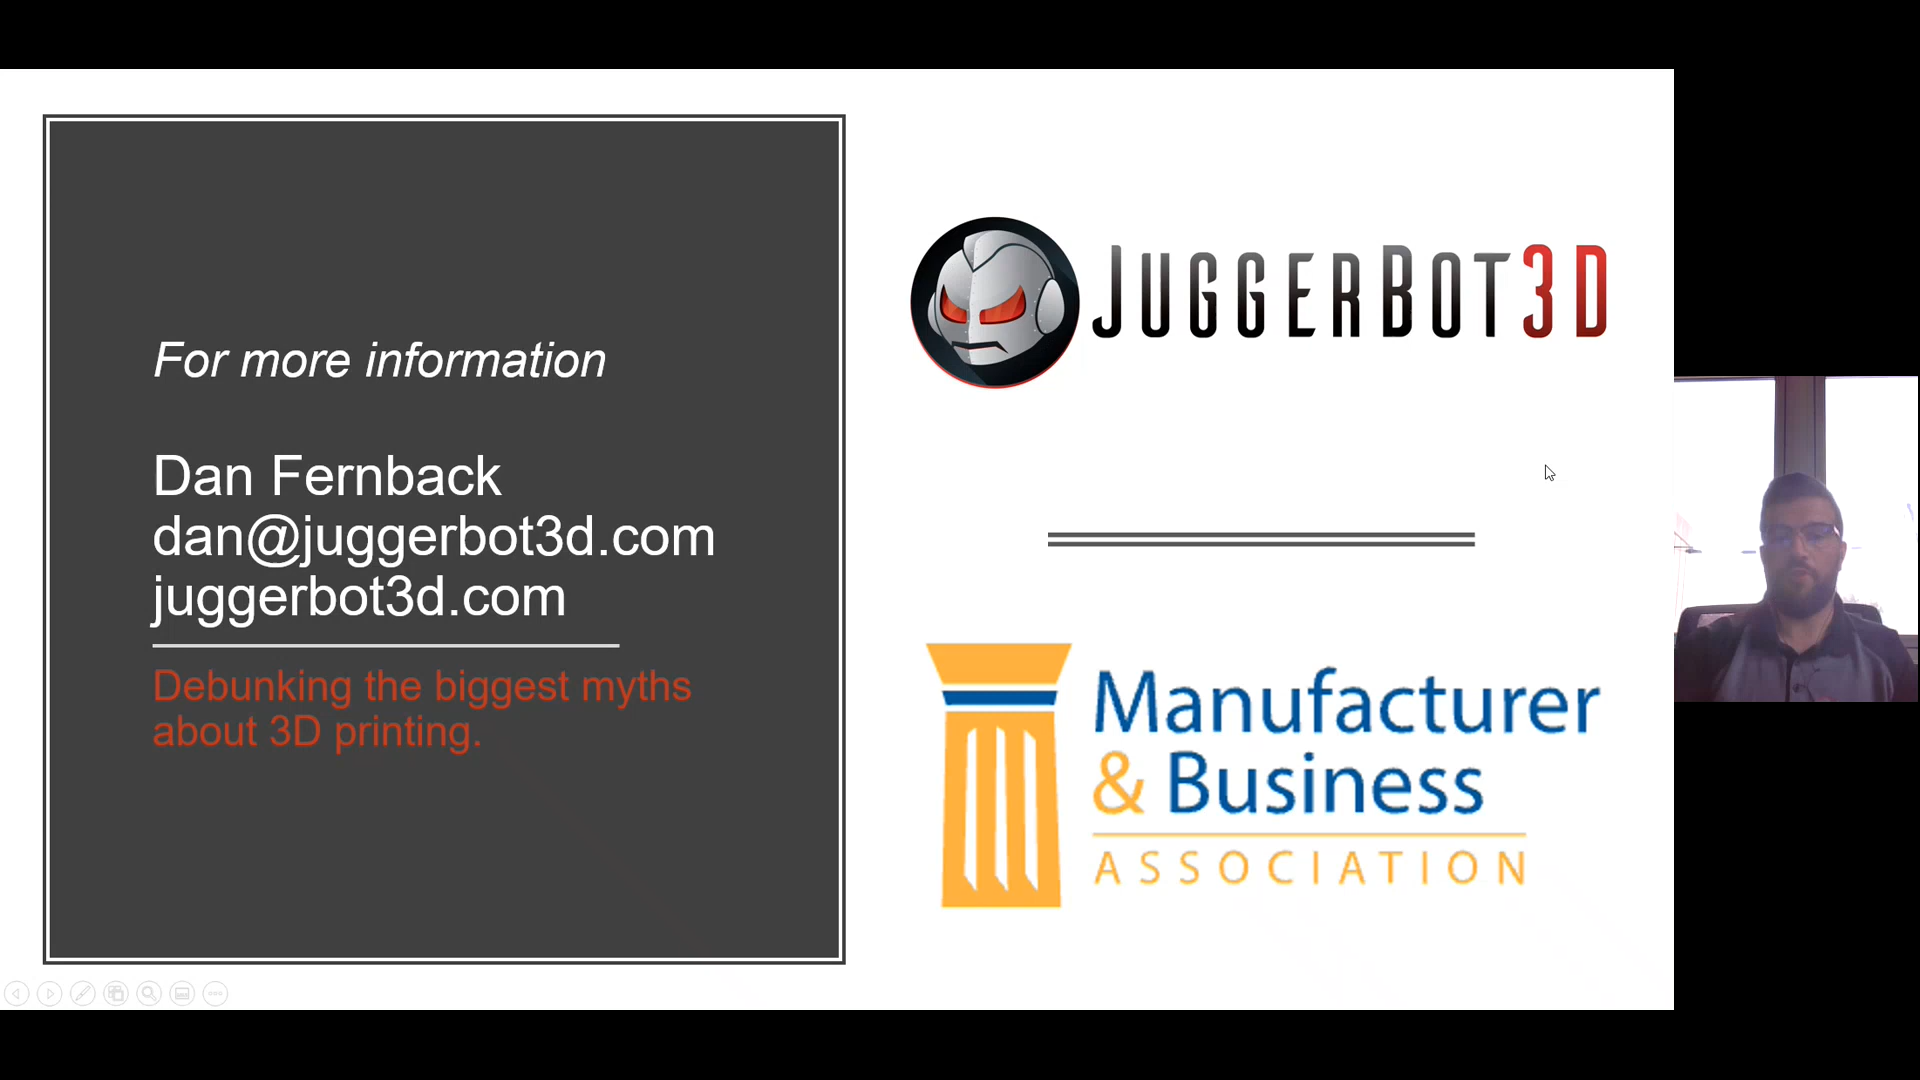 For more information
Dan Fernback
dan@juggerbot3d.com
juggerbot3d.com
Debunking the biggest myths
about 3D printing.
JUGGERBOT3D
Manufacturer
& Business
ASSOCIATION